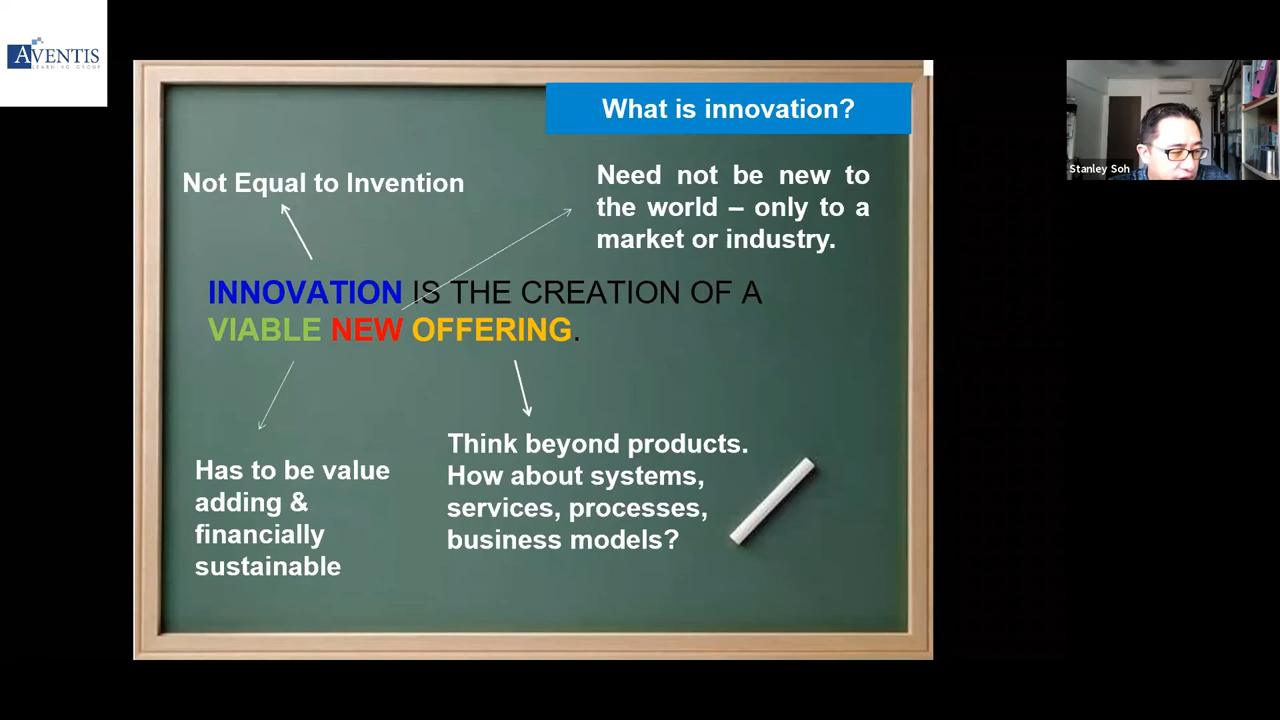 AVENTIS
LEARNING GROUP
What is innovation?
Not Equal to Invention
Need not be new to
the world – only to a
market or industry.
INNOVATION IS THE CREATION OF A
VIABLE NEW OFFERING.
Has to be value
adding &
financially
sustainable
Think beyond products.
How about systems,
services, processes,
business models?
Stanley Soh